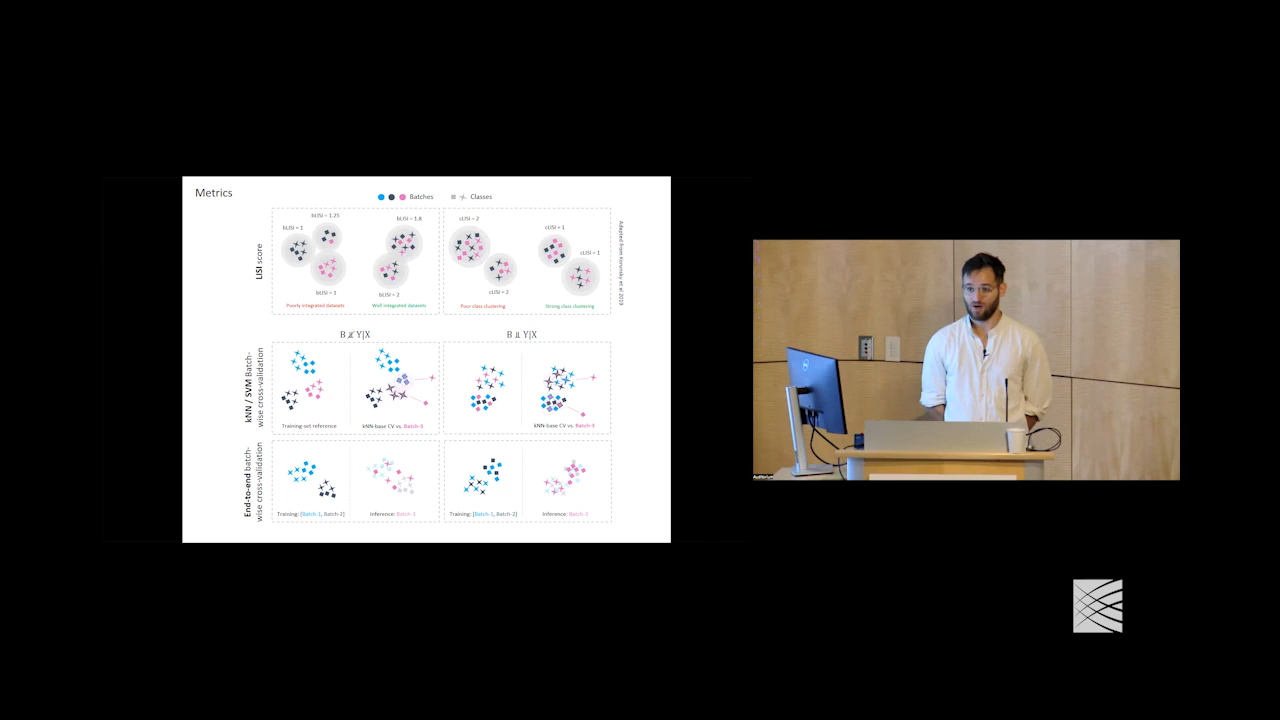 Metrics
Batches
Classes
LISI score
bLISI = 1
bLISI = 1.25
bLISI = 1
Poorly integrated datasets
bLISI = 1.8
bLISI = 2
Well integrated datasets
cLISI = 2
cLISI = 2
Poor class clustering
cLISI = 1
cLISI = 1
Strong class clustering
Adapted from Korunsky et al 2019
kNN / SVM Batch-
wise cross-validation
B ⫫̸ Y|X
B ⫫ Y|X
Training-set reference
kNN-base CV vs. Batch-3
kNN-base CV vs. Batch-3
End-to-end batch-
wise cross-validation
Training: [Batch-1, Batch-2]
Inference: Batch-3
Training: [Batch-1, Batch-2]
Inference: Batch-3
Auditorium